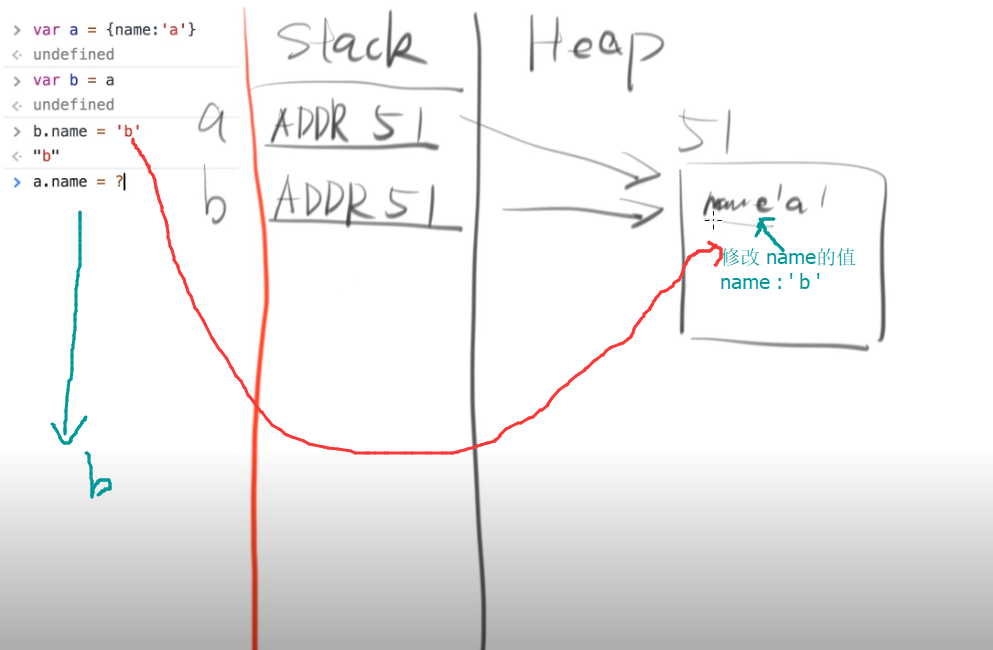 > var a = {name:'a'}
<· undefined
> var b = a
<· undefined
> b.name = 'b'
<· "b"
> a.name = ?
b
Stack
a ADDR 51
b ADDR 51
Heap
51
name 'a'
修改 name的值
name : ' b '